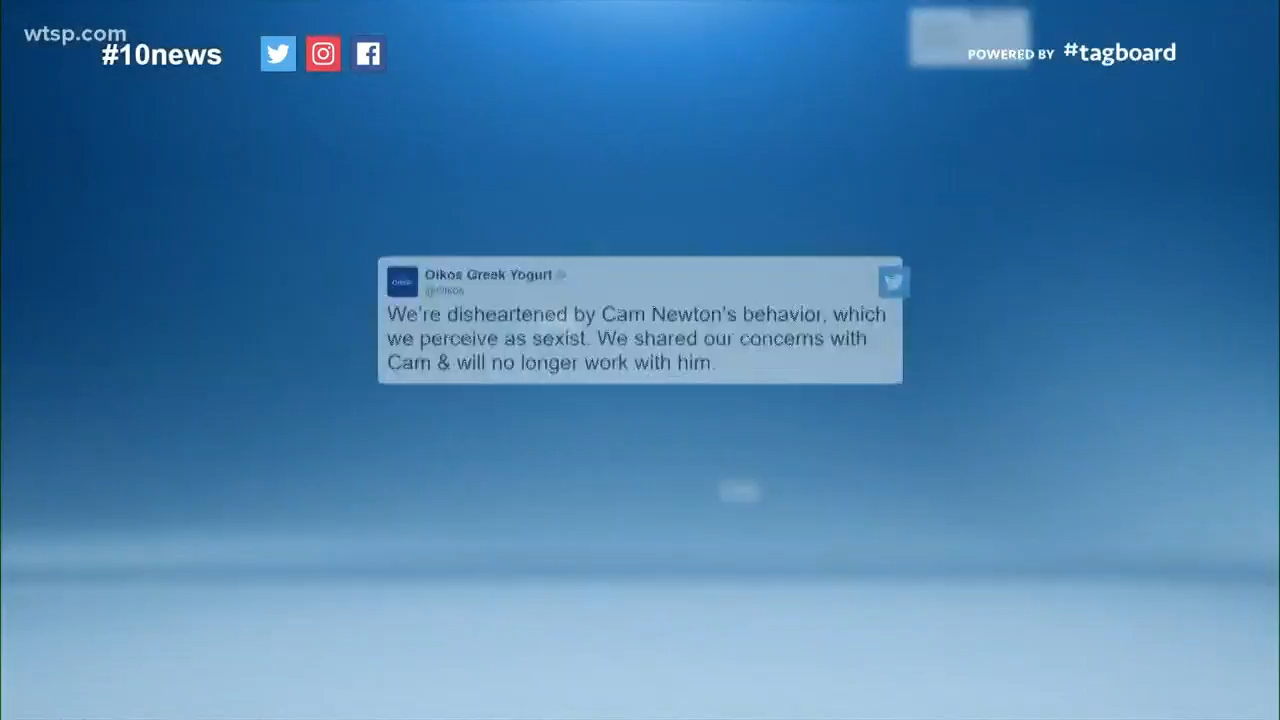 wtsp.com
#10news
POWERED BY #tagboard
Oikos Greek Yogurt
@Oikos
We're disheartened by Cam Newton's behavior, which
we perceive as sexist. We shared our concerns with
Cam & will no longer work with him.